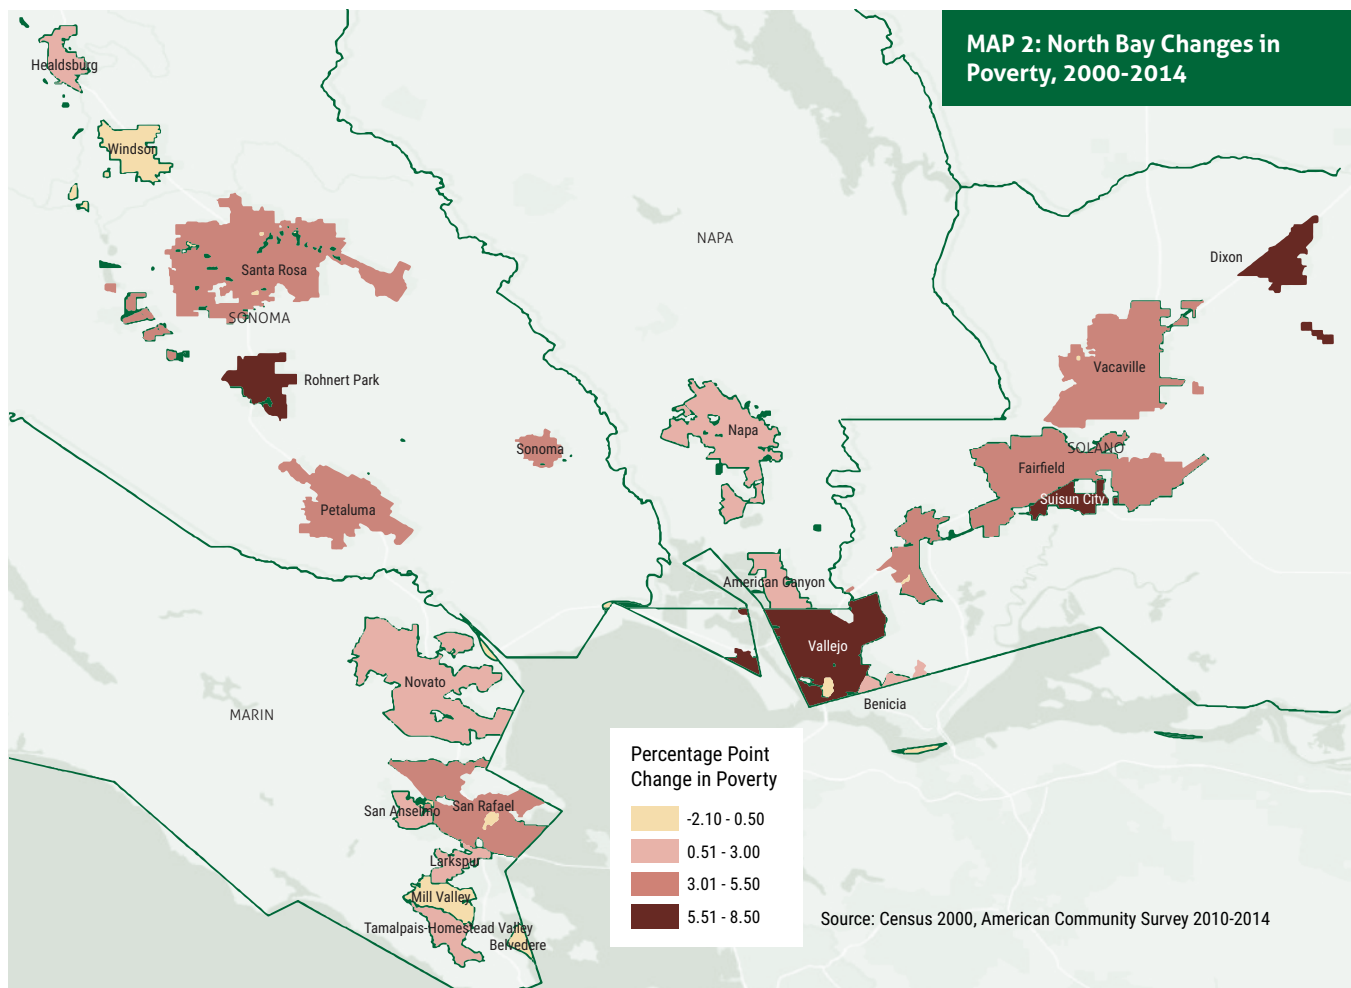 MAP 2: North Bay Changes in
Poverty, 2000-2014
Healdsburg
Windsor
Santa Rosa
SONOMA
Rohnert Park
Sonoma
Petaluma
NAPA
Napa
American Canyon
Dixon
Vacaville
SOLANO
Fairfield
Suisun City
Vallejo
Benicia
Novato
MARIN
San Anselmo
San Rafael
Larkspur
Mill Valley
Tamalpais-Homestead Valley
Belvedere
Percentage Point
Change in Poverty
-2.10 - 0.50
0.51 - 3.00
3.01 - 5.50
5.51 - 8.50
Source: Census 2000, American Community Survey 2010-2014